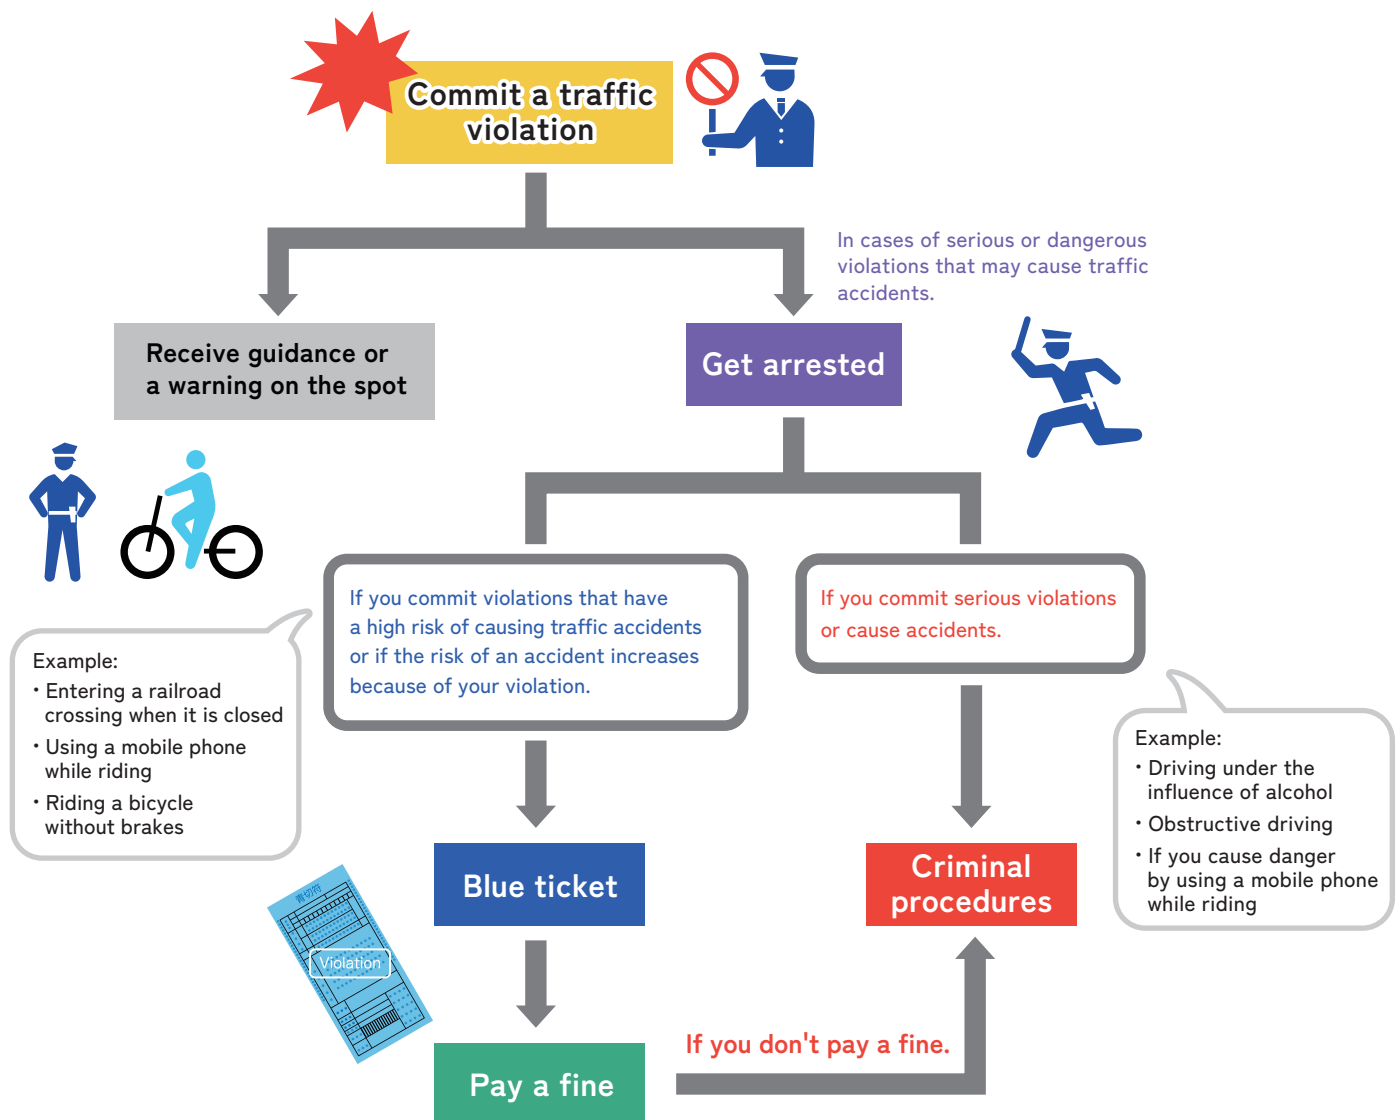 Commit a traffic
violation
In cases of serious or dangerous
violations that may cause traffic
accidents.
Receive guidance or
a warning on the spot
Get arrested
If you commit violations that have
a high risk of causing traffic accidents
or if the risk of an accident increases
because of your violation.
If you commit serious violations
or cause accidents.
Example:
・Entering a railroad
crossing when it is closed
・Using a mobile phone
while riding
・Riding a bicycle
without brakes
Example:
・Driving under the
influence of alcohol
・Obstructive driving
・If you cause danger
by using a mobile phone
while riding
Blue ticket
Criminal
procedures
青切符
Violation
If you don't pay a fine.
Pay a fine